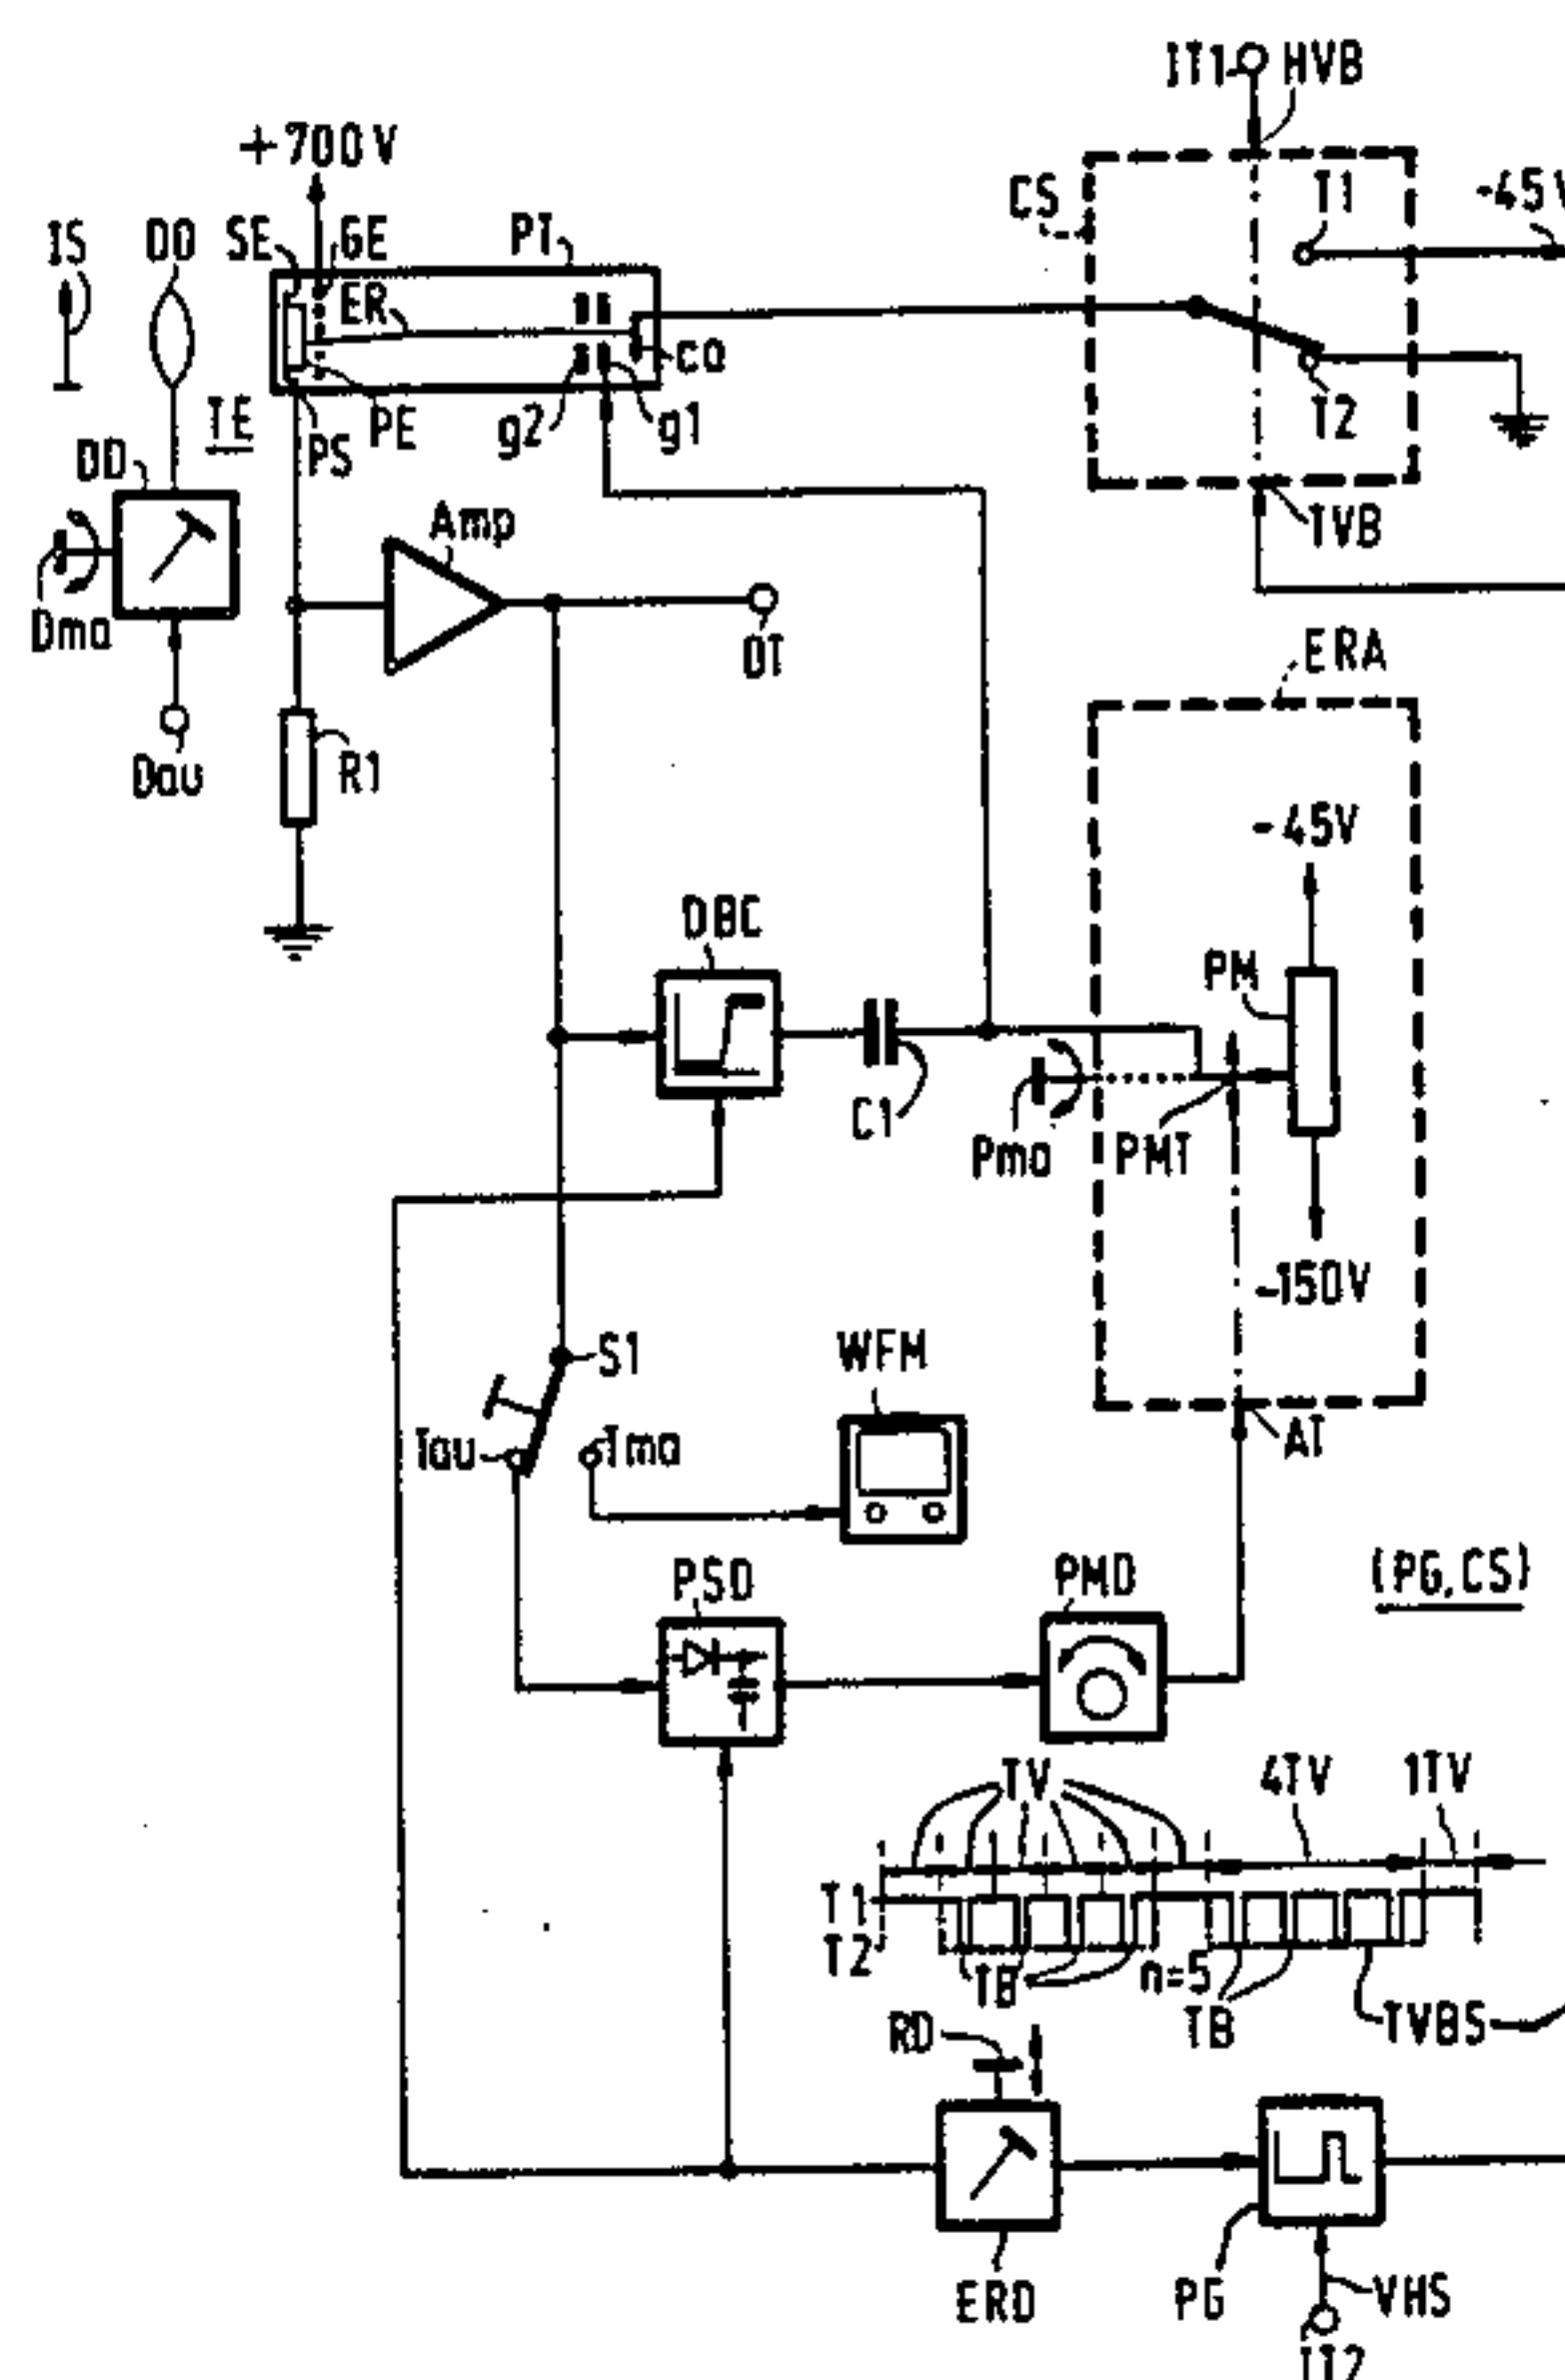 IT1
HVB
+700V
CS
T1
-45V
IS
DO
SE
GE
PT
ER
TE
PE
PS
g2
g1
ca
T2
DD
Amp
TVB
Dma
OT
ERA
Dau
R1
-45V
DBC
PM
C1
Pma
PMT
-150V
S1
WFM
Tau
Tma
AT
PSD
PMD
(PG,CS)
TV
4TV
1TV
T1
T2
TB
n=5
TB
TVBS
RD
ERD
PG
VHS
IT2